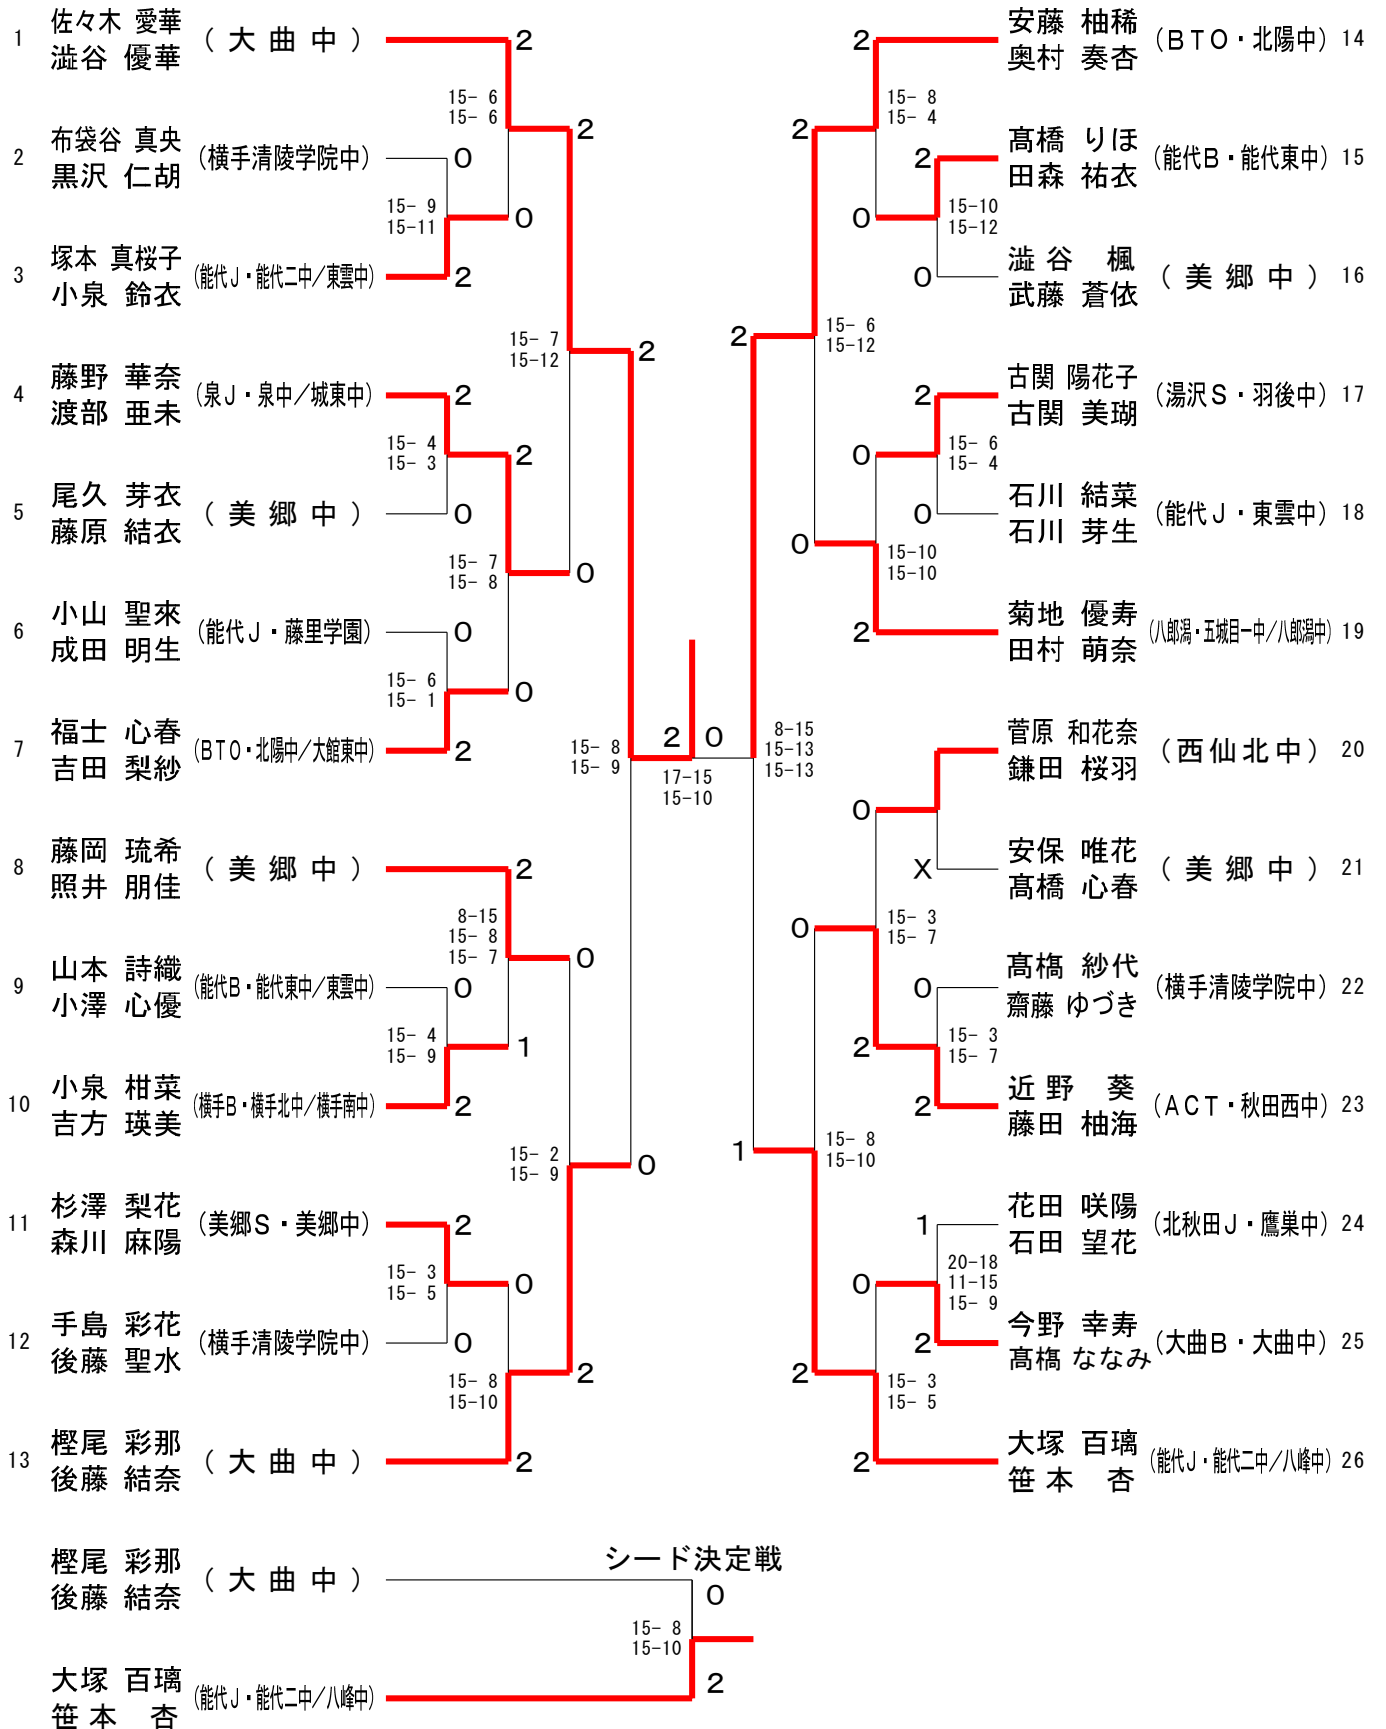 1 佐々木 愛華
澁谷 優華 (大曲中) 2
15- 6
15- 6
2
2 布袋谷 真央
黒沢 仁胡 (横手清陵学院中) 0
15- 9
15-11
0
3 塚本 真桜子
小泉 鈴衣 (能代J・能代二中/東雲中) 2
15- 7
15-12
2
4 藤野 華奈
渡部 亜未 (泉J・泉中/城東中) 2
15- 4
15- 3
2
5 尾久 芽衣
藤原 結衣 (美郷中) 0
15- 7
15- 8
0
6 小山 聖來
成田 明生 (能代J・藤里学園) 0
15- 6
15- 1
0
7 福士 心春
吉田 梨紗 (BTO・北陽中/大館東中) 2
15- 8
15- 9
2 0
17-15
15-10
8 藤岡 琉希
照井 朋佳 (美郷中) 2
8-15
15- 8
15- 7
0
9 山本 詩織
小澤 心優 (能代B・能代東中/東雲中) 0
15- 4
15- 9
1
10 小泉 柑菜
吉方 瑛美 (横手B・横手北中/横手南中) 2
15- 2
15- 9
0
11 杉澤 梨花
森川 麻陽 (美郷S・美郷中) 2
15- 3
15- 5
0
12 手島 彩花
後藤 聖水 (横手清陵学院中) 0
15- 8
15-10
2
13 樫尾 彩那
後藤 結奈 (大曲中) 2
2 安藤 柚稀
奥村 奏杏 (BTO・北陽中) 14
15- 8
15- 4
2
2 髙橋 りほ
田森 祐衣 (能代B・能代東中) 15
15-10
15-12
0
0 澁谷 楓
武藤 蒼依 (美郷中) 16
15- 6
15-12
2
2 古関 陽花子
古関 美瑚 (湯沢S・羽後中) 17
15- 6
15- 4
0
0 石川 結菜
石川 芽生 (能代J・東雲中) 18
15-10
15-10
0
2 菊地 優寿
田村 萌奈 (八郎潟・五城目一中/八郎潟中) 19
8-15
15-13
15-13
菅原 和花奈
鎌田 桜羽 (西仙北中) 20
0
X 安保 唯花
髙橋 心春 (美郷中) 21
15- 3
15- 7
0
0 髙橋 紗代
齋藤 ゆづき (横手清陵学院中) 22
15- 3
15- 7
2
2 近野 葵
藤田 柚海 (ACT・秋田西中) 23
15- 8
15-10
1
1 花田 咲陽
石田 望花 (北秋田J・鷹巣中) 24
20-18
11-15
15- 9
0
2 今野 幸寿
髙橋 ななみ (大曲B・大曲中) 25
15- 3
15- 5
2
2 大塚 百璃
笹本 杏 (能代J・能代二中/八峰中) 26
シード決定戦
樫尾 彩那
後藤 結奈 (大曲中) 0
15- 8
15-10
大塚 百璃
笹本 杏 (能代J・能代二中/八峰中) 2